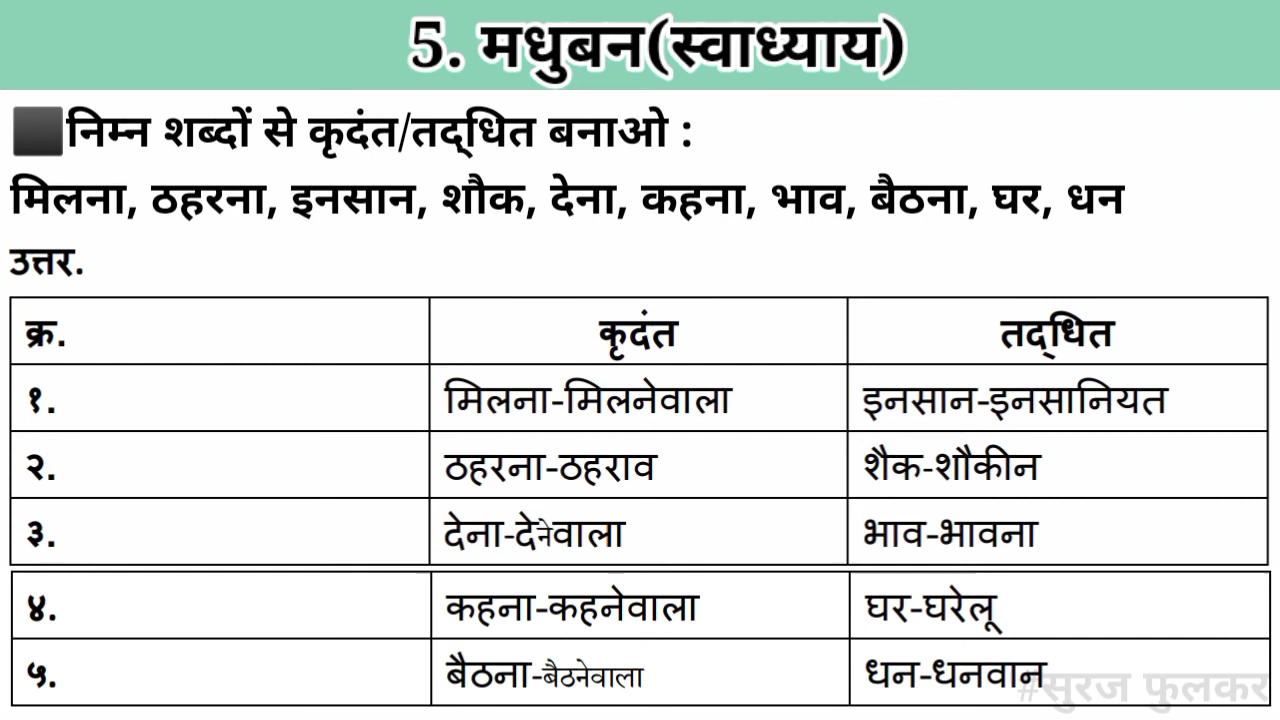 5. मधुबन(स्वाध्याय)
निम्न शब्दों से कृदंत/तद्‌धित बनाओ :
मिलना, ठहरना, इनसान, शौक, देना, कहना, भाव, बैठना, घर, धन
उत्तर.
क्र. कृदंत तद्‌धित
१. मिलना-मिलनेवाला इनसान-इनसानियत
२. ठहरना-ठहराव शैक-शौकीन
३. देना-देनेवाला भाव-भावना
४. कहना-कहनेवाला घर-घरेलू
५. बैठना-बैठनेवाला धन-धनवान
#सुरज फुलकर